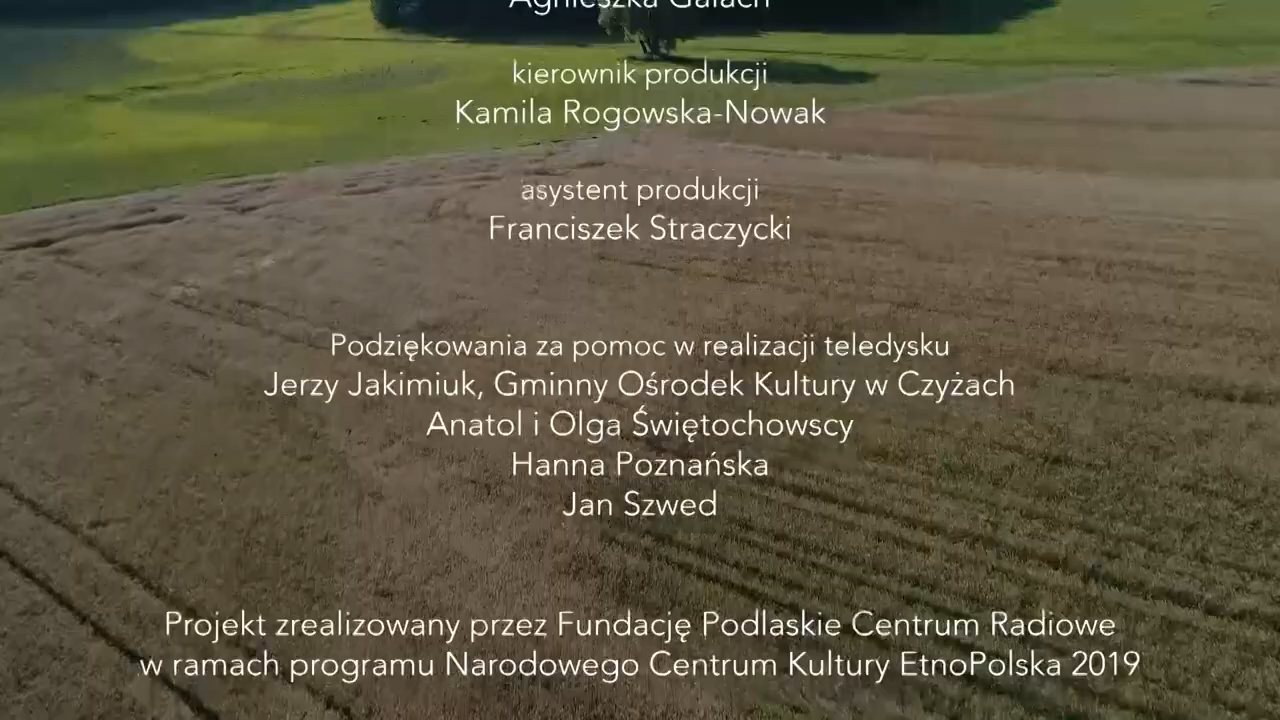 Agnieszka
kierownik produkcji
Kamila Rogowska-Nowak
asystent produkcji
Franciszek Straczycki
Podziękowania za pomoc w realizacji teledysku
Jerzy Jakimiuk, Gminny Ośrodek Kultury w Czyżach
Anatol i Olga Świętochowscy
Hanna Poznańska
Jan Szwed
Projekt zrealizowany przez Fundację Podlaskie Centrum Radiowe
w ramach programu Narodowego Centrum Kultury EtnoPolska 2019